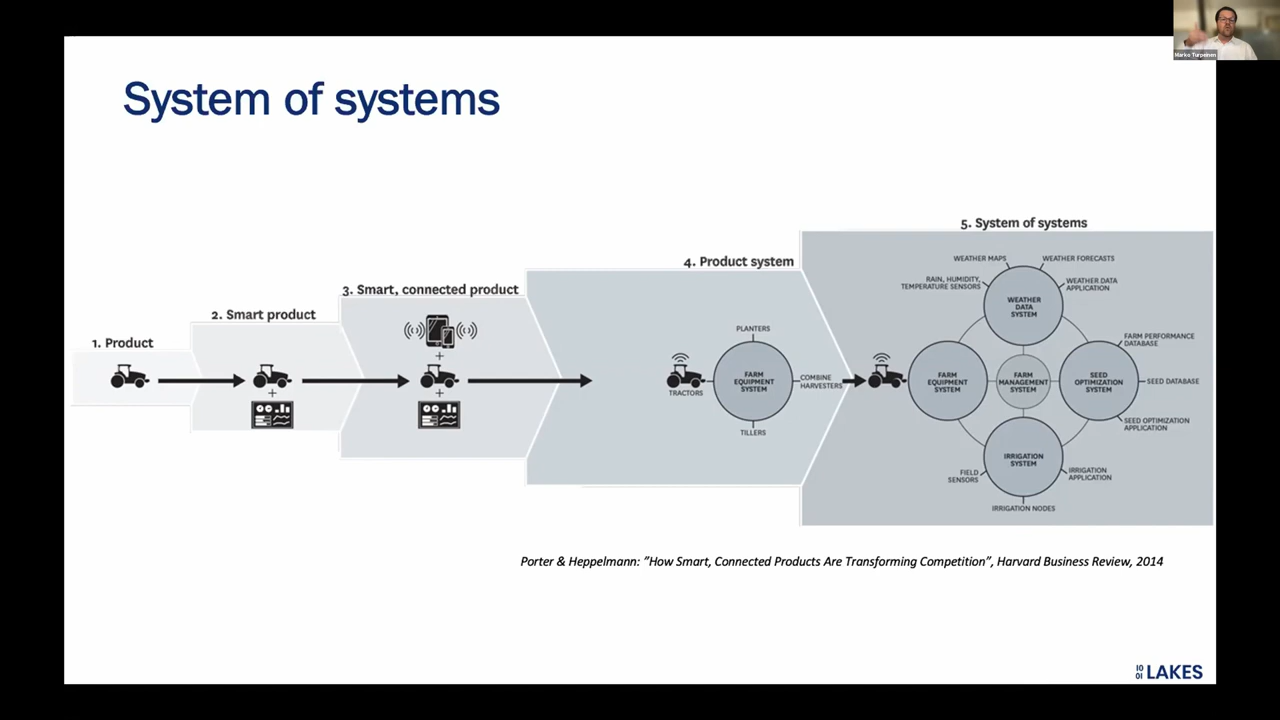 Marko Turpeinen
System of systems
1. Product
2. Smart product
3. Smart, connected product
4. Product system
5. System of systems
PLANTERS
TRACTORS
FARM
EQUIPMENT
SYSTEM
COMBINE
HARVESTERS
TILLERS
WEATHER MAPS
WEATHER FORECASTS
RAIN, HUMIDITY,
TEMPERATURE SENSORS
WEATHER DATA
APPLICATION
WEATHER
DATA
SYSTEM
FARM PERFORMANCE
DATABASE
FARM
EQUIPMENT
SYSTEM
FARM
MANAGEMENT
SYSTEM
SEED
OPTIMIZATION
SYSTEM
SEED DATABASE
SEED OPTIMIZATION
APPLICATION
IRRIGATION
SYSTEM
FIELD
SENSORS
IRRIGATION
APPLICATION
IRRIGATION NODES
Porter & Heppelmann: "How Smart, Connected Products Are Transforming Competition", Harvard Business Review, 2014
10
01 LAKES